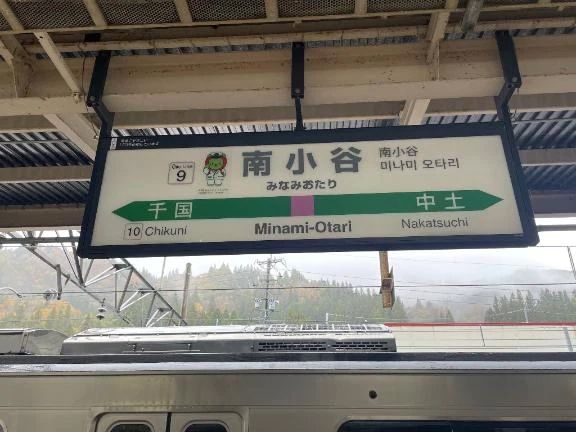 Oito Line
9
南小谷
みなみおたり
南小谷
미나미 오타리
千国
中土
10 Chikuni
Minami-Otari
Nakatsuchi